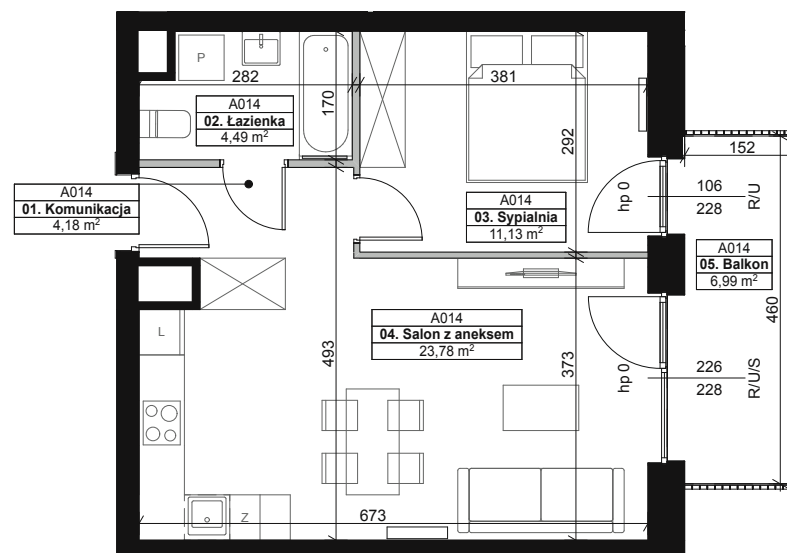 P
282
381
170
A014
02. Łazienka
4,49 m²
292
152
A014
01. Komunikacja
4,18 m²
A014
03. Sypialnia
11,13 m²
hp 0
106
228
R/U
A014
05. Balkon
6,99 m²
460
L
493
A014
04. Salon z aneksem
23,78 m²
373
hp 0
226
228
R/U/S
Z
673